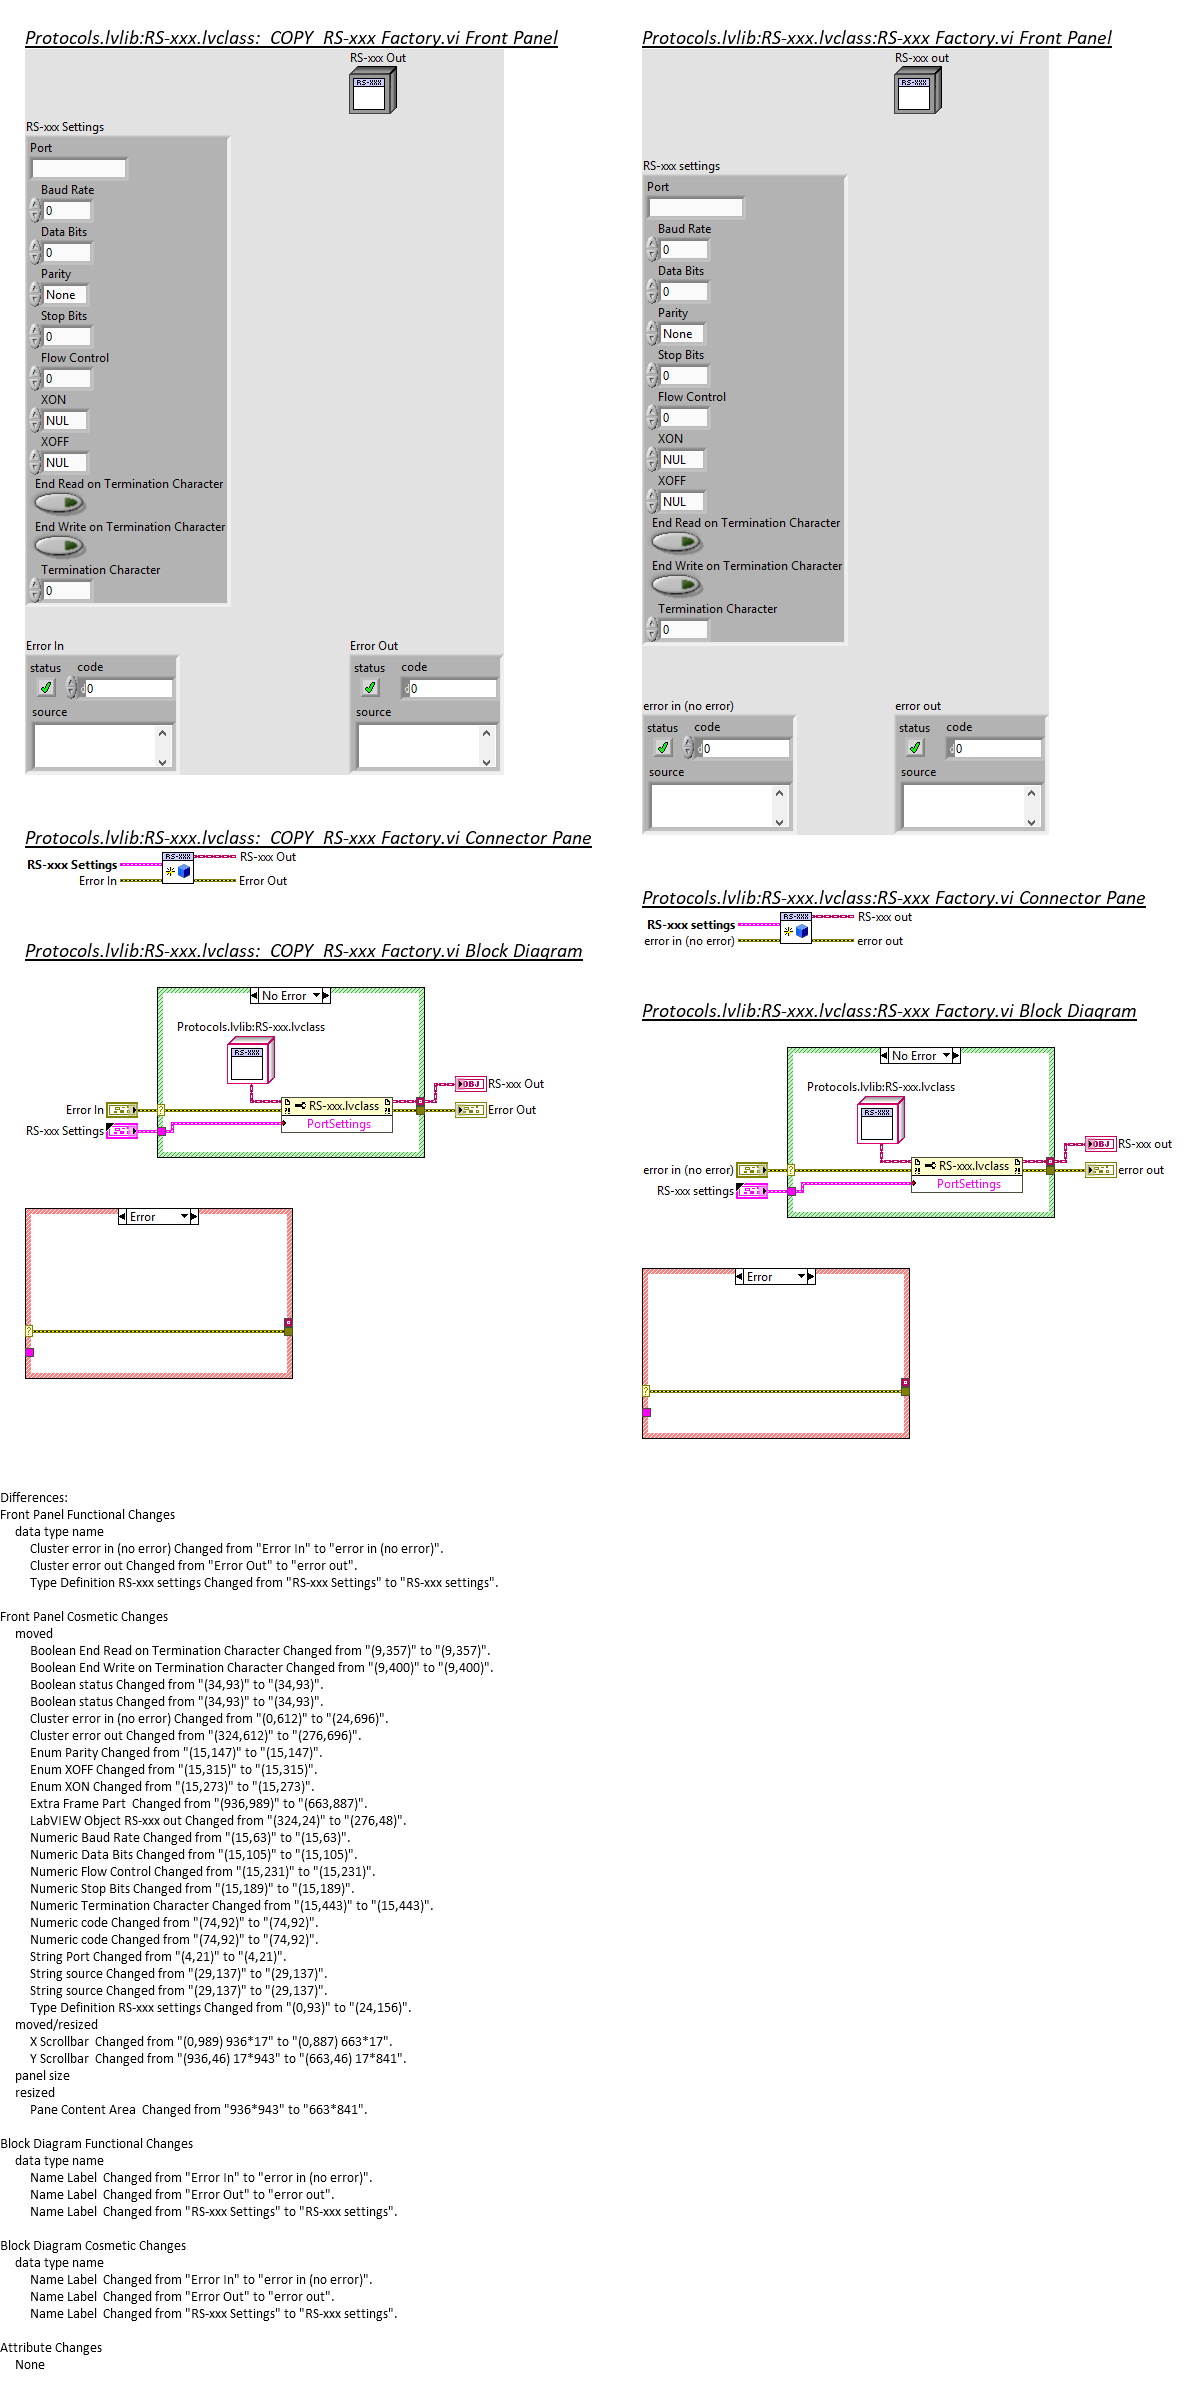 Protocols.lvlib:RS-xxx.lvclass:_COPY_RS-xxx Factory.vi Front Panel
RS-xxx Out
RS-XXX
RS-xxx Settings
Port
Baud Rate
0
Data Bits
0
Parity
None
Stop Bits
0
Flow Control
0
XON
NUL
XOFF
NUL
End Read on Termination Character
End Write on Termination Character
Termination Character
0
Error In
status code
0
source
Error Out
status code
0
source
Protocols.lvlib:RS-xxx.lvclass:_COPY_RS-xxx Factory.vi Connector Pane
RS-xxx Settings
Error In
RS-XXX
RS-xxx Out
Error Out
Protocols.lvlib:RS-xxx.lvclass:_COPY_RS-xxx Factory.vi Block Diagram
No Error
Protocols.lvlib:RS-xxx.lvclass
RS-XXX
Error In
RS-xxx Settings
?
RS-xxx.lvclass
PortSettings
OBJ
RS-xxx Out
Error Out
Error
?
Protocols.lvlib:RS-xxx.lvclass:RS-xxx Factory.vi Front Panel
RS-xxx out
RS-XXX
RS-xxx settings
Port
Baud Rate
0
Data Bits
0
Parity
None
Stop Bits
0
Flow Control
0
XON
NUL
XOFF
NUL
End Read on Termination Character
End Write on Termination Character
Termination Character
0
error in (no error)
status code
0
source
error out
status code
0
source
Protocols.lvlib:RS-xxx.lvclass:RS-xxx Factory.vi Connector Pane
RS-xxx settings
error in (no error)
RS-XXX
RS-xxx out
error out
Protocols.lvlib:RS-xxx.lvclass:RS-xxx Factory.vi Block Diagram
No Error
Protocols.lvlib:RS-xxx.lvclass
RS-XXX
error in (no error)
RS-xxx settings
?
RS-xxx.lvclass
PortSettings
OBJ
RS-xxx out
error out
Error
?
Differences:
Front Panel Functional Changes
data type name
Cluster error in (no error) Changed from "Error In" to "error in (no error)".
Cluster error out Changed from "Error Out" to "error out".
Type Definition RS-xxx settings Changed from "RS-xxx Settings" to "RS-xxx settings".
Front Panel Cosmetic Changes
moved
Boolean End Read on Termination Character Changed from "(9,357)" to "(9,357)".
Boolean End Write on Termination Character Changed from "(9,400)" to "(9,400)".
Boolean status Changed from "(34,93)" to "(34,93)".
Boolean status Changed from "(34,93)" to "(34,93)".
Cluster error in (no error) Changed from "(0,612)" to "(24,696)".
Cluster error out Changed from "(324,612)" to "(276,696)".
Enum Parity Changed from "(15,147)" to "(15,147)".
Enum XOFF Changed from "(15,315)" to "(15,315)".
Enum XON Changed from "(15,273)" to "(15,273)".
Extra Frame Part  Changed from "(936,989)" to "(663,887)".
LabVIEW Object RS-xxx out Changed from "(324,24)" to "(276,48)".
Numeric Baud Rate Changed from "(15,63)" to "(15,63)".
Numeric Data Bits Changed from "(15,105)" to "(15,105)".
Numeric Flow Control Changed from "(15,231)" to "(15,231)".
Numeric Stop Bits Changed from "(15,189)" to "(15,189)".
Numeric Termination Character Changed from "(15,443)" to "(15,443)".
Numeric code Changed from "(74,92)" to "(74,92)".
Numeric code Changed from "(74,92)" to "(74,92)".
String Port Changed from "(4,21)" to "(4,21)".
String source Changed from "(29,137)" to "(29,137)".
String source Changed from "(29,137)" to "(29,137)".
Type Definition RS-xxx settings Changed from "(0,93)" to "(24,156)".
moved/resized
X Scrollbar  Changed from "(0,989) 936*17" to "(0,887) 663*17".
Y Scrollbar  Changed from "(936,46) 17*943" to "(663,46) 17*841".
panel size
resized
Pane Content Area  Changed from "936*943" to "663*841".
Block Diagram Functional Changes
data type name
Name Label  Changed from "Error In" to "error in (no error)".
Name Label  Changed from "Error Out" to "error out".
Name Label  Changed from "RS-xxx Settings" to "RS-xxx settings".
Block Diagram Cosmetic Changes
data type name
Name Label  Changed from "Error In" to "error in (no error)".
Name Label  Changed from "Error Out" to "error out".
Name Label  Changed from "RS-xxx Settings" to "RS-xxx settings".
Attribute Changes
None